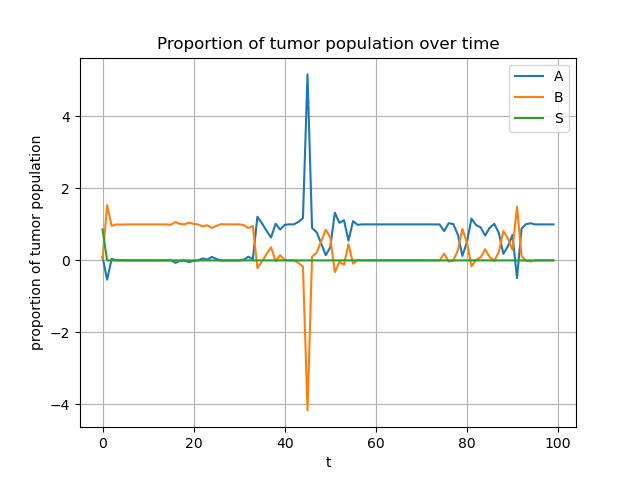 Proportion of tumor population over time
A
B
S
4
2
0
−2
−4
proportion of tumor population
0 20 40 60 80 100
t